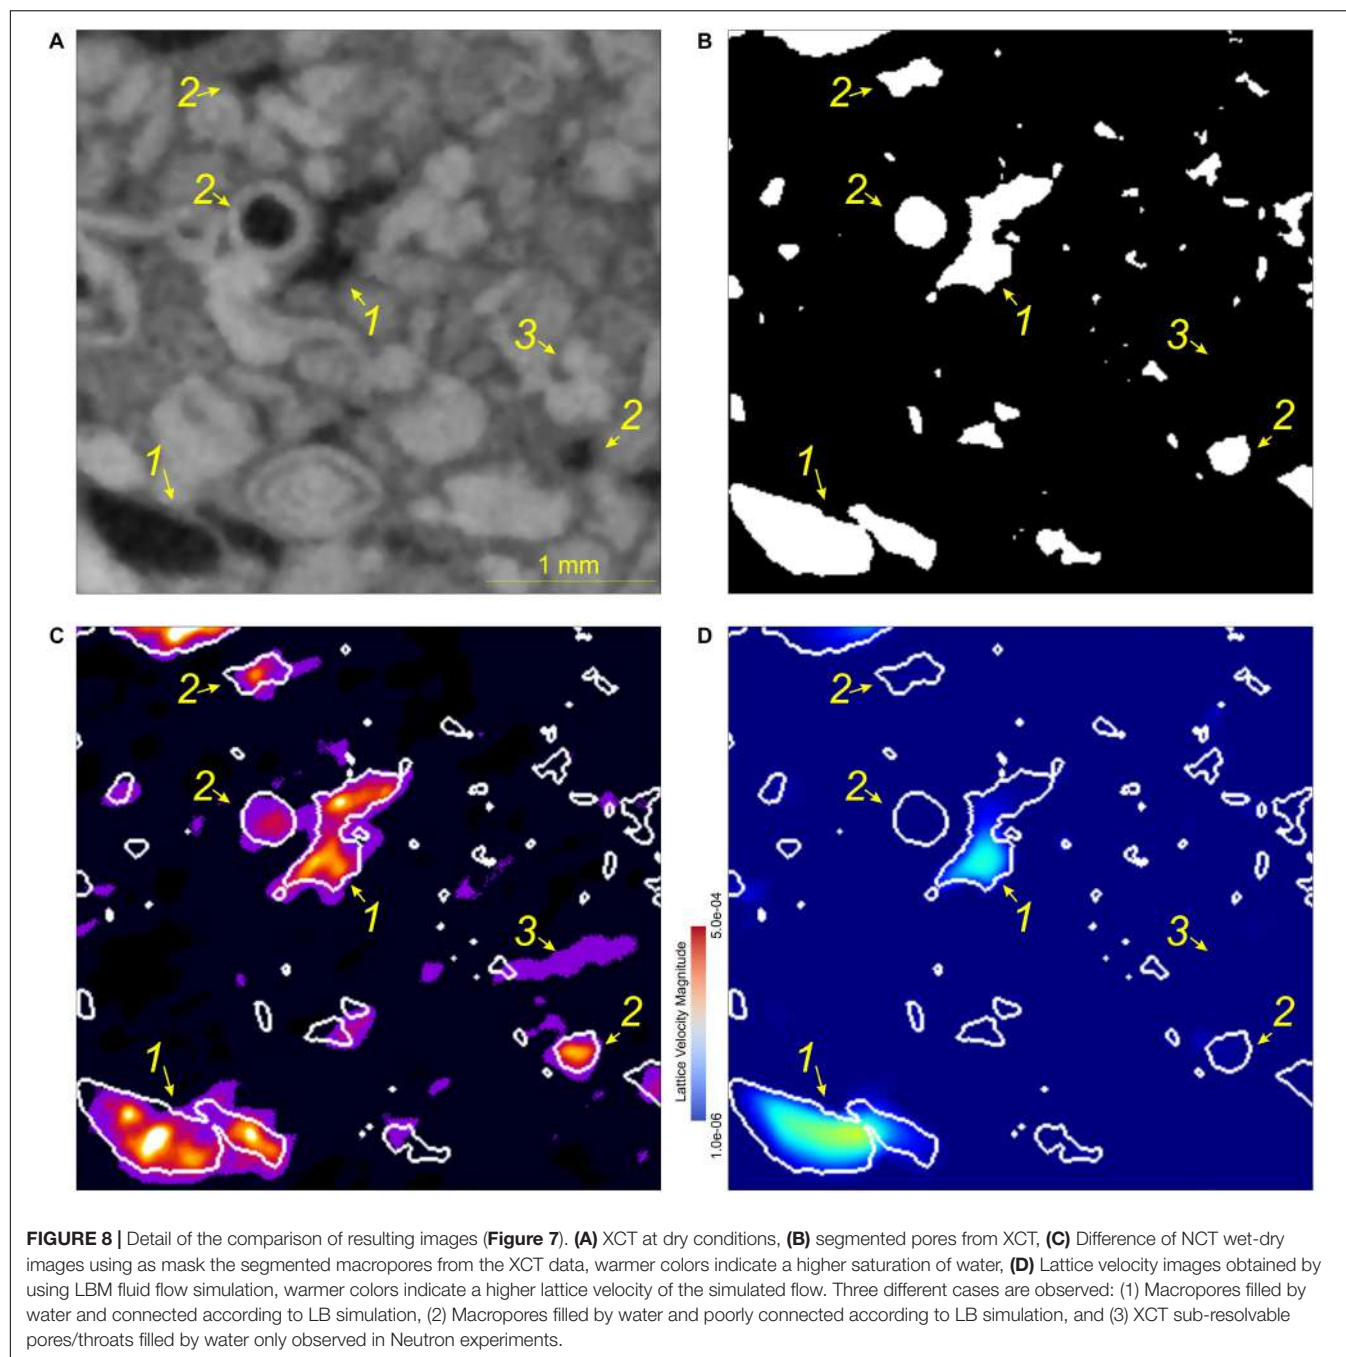 A
2
2
1
3
2
1
1 mm
B
2
2
1
3
2
1
C
2
2
1
3
2
1
D
2
2
1
3
2
1
5.0e-04
Lattice Velocity Magnitude
1.0e-06
FIGURE 8 | Detail of the comparison of resulting images (Figure 7). (A) XCT at dry conditions, (B) segmented pores from XCT, (C) Difference of NCT wet-dry
images using as mask the segmented macropores from the XCT data, warmer colors indicate a higher saturation of water, (D) Lattice velocity images obtained by
using LBM fluid flow simulation, warmer colors indicate a higher lattice velocity of the simulated flow. Three different cases are observed: (1) Macropores filled by
water and connected according to LB simulation, (2) Macropores filled by water and poorly connected according to LB simulation, and (3) XCT sub-resolvable
pores/throats filled by water only observed in Neutron experiments.